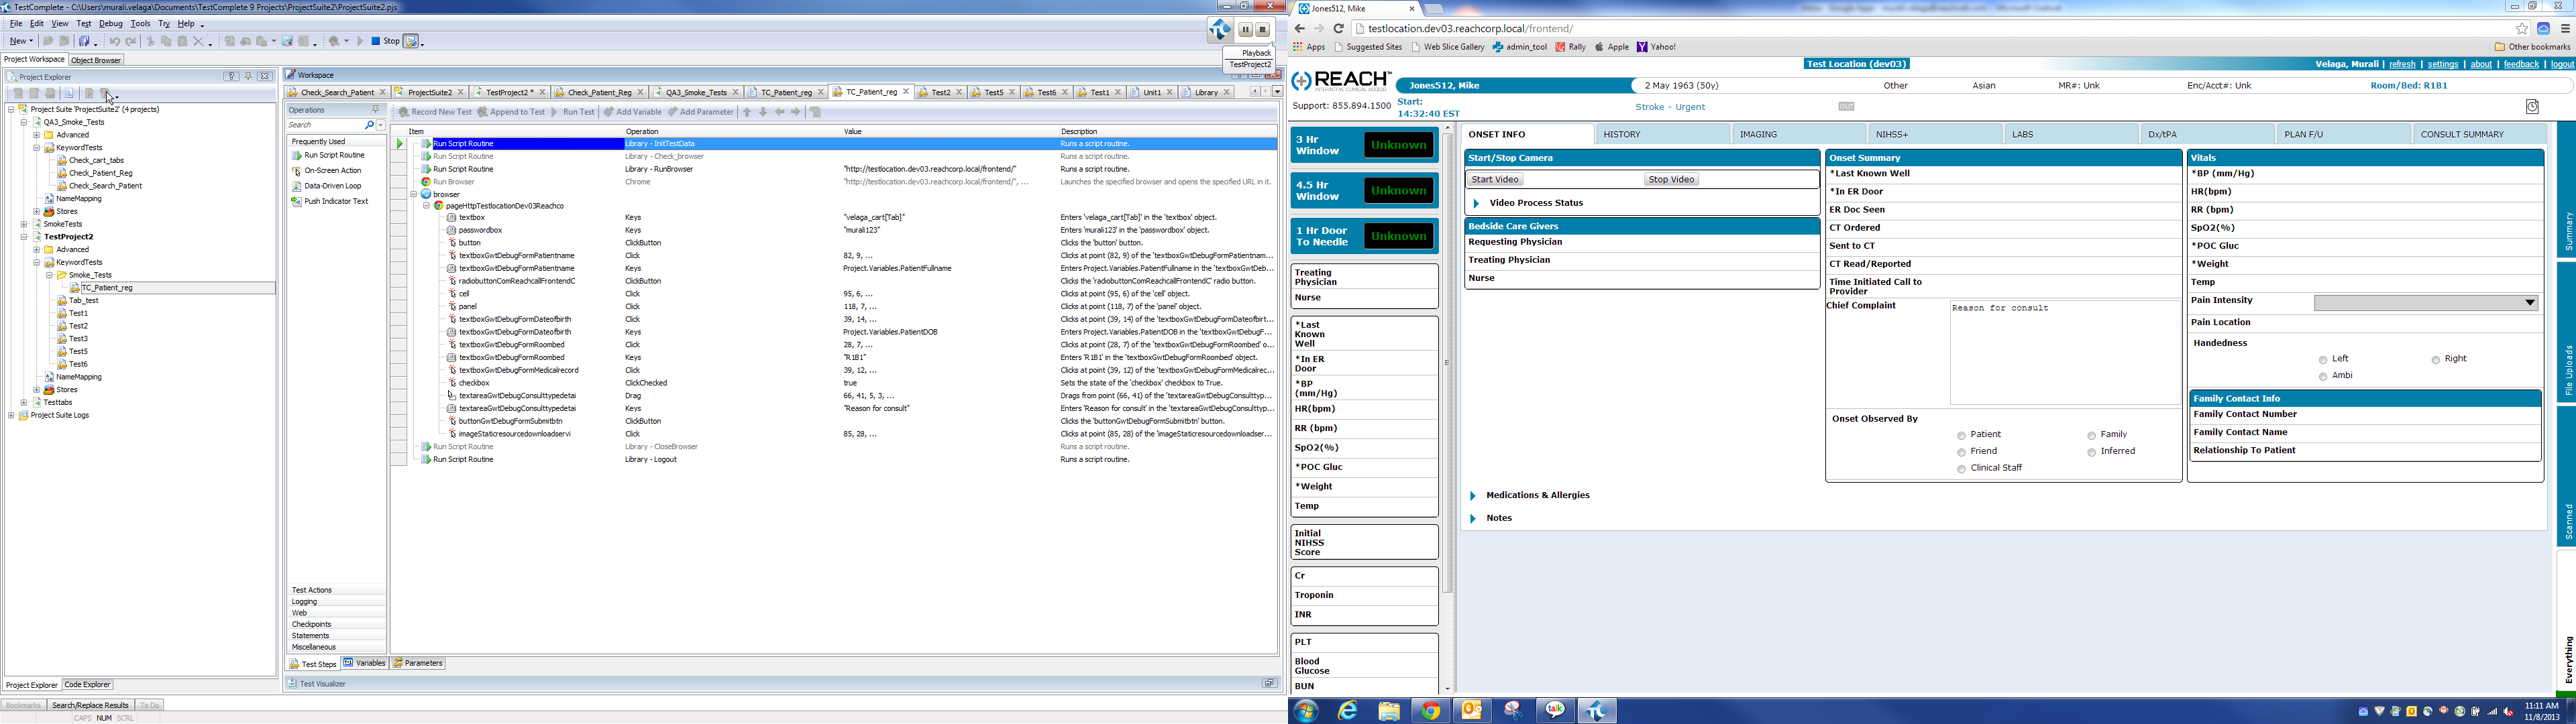 TestComplete - C:\Users\murali.velaga\Documents\TestComplete 9 Projects\ProjectSuite2\ProjectSuite2.pjs
File Edit View Test Debug Tools Try Help
New Stop
Playback
TestProject2
Project Workspace Object Browser
Project Explorer
Project Suite 'ProjectSuite2' (4 projects)
QA3_Smoke_Tests
Advanced
KeywordTests
Check_cart_tabs
Check_Patient_Reg
Check_Search_Patient
NameMapping
Stores
SmokeTests
TestProject2
Advanced
KeywordTests
Smoke_Tests
TC_Patient_reg
Tab_test
Test1
Test2
Test3
Test5
Test6
NameMapping
Stores
Testtabs
Project Suite Logs
Project Explorer Code Explorer
Bookmarks Search/Replace Results To Do
CAPS NUM SCRL
Workspace
Check_Search_Patient ProjectSuite2 TestProject2 * Check_Patient_Reg QA3_Smoke_Tests TC_Patient_reg TC_Patient_reg Test2 Test5 Test6 Test1 Unit1 Library
Operations
Search
Frequently Used
Run Script Routine
On-Screen Action
Data-Driven Loop
Push Indicator Text
Test Actions
Logging
Web
Checkpoints
Statements
Miscellaneous
Record New Test Append to Test Run Test Add Variable Add Parameter
Item Operation Value Description
Run Script Routine Library - InitTestData Runs a script routine.
Run Script Routine Library - Check_browser Runs a script routine.
Run Script Routine Library - RunBrowser "http://testlocation.dev03.reachcorp.local/frontend/" Runs a script routine.
Run Browser Chrome "http://testlocation.dev03.reachcorp.local/frontend/", ... Launches the specified browser and opens the specified URL in it.
browser
pageHttpTestlocationDev03Reachco
textbox Keys "velaga_cart[Tab]" Enters 'velaga_cart[Tab]' in the 'textbox' object.
passwordbox Keys "murali123" Enters 'murali123' in the 'passwordbox' object.
button ClickButton Clicks the 'button' button.
textboxGwtDebugFormPatientname Click 82, 9, ... Clicks at point (82, 9) of the 'textboxGwtDebugFormPatientnam...
textboxGwtDebugFormPatientname Keys Project.Variables.PatientFullname Enters Project.Variables.PatientFullname in the 'textboxGwtDeb...
radiobuttonComReachcallFrontendC ClickButton Clicks the 'radiobuttonComReachcallFrontendC' radio button.
cell Click 95, 6, ... Clicks at point (95, 6) of the 'cell' object.
panel Click 118, 7, ... Clicks at point (118, 7) of the 'panel' object.
textboxGwtDebugFormDateofbirth Click 39, 14, ... Clicks at point (39, 14) of the 'textboxGwtDebugFormDateofbirt...
textboxGwtDebugFormDateofbirth Keys Project.Variables.PatientDOB Enters Project.Variables.PatientDOB in the 'textboxGwtDebugF...
textboxGwtDebugFormRoombed Click 28, 7, ... Clicks at point (28, 7) of the 'textboxGwtDebugFormRoombed' o...
textboxGwtDebugFormRoombed Keys "R1B1" Enters 'R1B1' in the 'textboxGwtDebugFormRoombed' object.
textboxGwtDebugFormMedicalrecord Click 39, 12, ... Clicks at point (39, 12) of the 'textboxGwtDebugFormMedicalrec...
checkbox ClickChecked true Sets the state of the 'checkbox' checkbox to True.
textareaGwtDebugConsulttypedetai Drag 66, 41, 5, 3, ... Drags from point (66, 41) of the 'textareaGwtDebugConsulttyp...
textareaGwtDebugConsulttypedetai Keys "Reason for consult" Enters 'Reason for consult' in the 'textareaGwtDebugConsulttyp...
buttonGwtDebugFormSubmitbtn ClickButton Clicks the 'buttonGwtDebugFormSubmitbtn' button.
imageStaticresourcedownloadservi Click 85, 28, ... Clicks at point (85, 28) of the 'imageStaticresourcedownloadser...
Run Script Routine Library - CloseBrowser Runs a script routine.
Run Script Routine Library - Logout Runs a script routine.
Test Steps Variables Parameters
Test Visualizer
Jones512, Mike
testlocation.dev03.reachcorp.local/frontend/
Apps Suggested Sites Web Slice Gallery admin_tool Rally Apple Yahoo! Other bookmarks
Test Location (dev03)
Velaga, Murali | refresh | settings | about | feedback | logout
REACH™
Support: 855.894.1500
Jones512, Mike 2 May 1963 (50y) Other Asian MR#: Unk Enc/Acct#: Unk Room/Bed: R1B1
Start:
14:32:40 EST
Stroke - Urgent OUT
3 Hr
Window
Unknown
4.5 Hr
Window
Unknown
1 Hr Door
To Needle
Unknown
Treating
Physician
Nurse
*Last
Known
Well
*In ER
Door
*BP
(mm/Hg)
HR(bpm)
RR (bpm)
SpO2(%)
*POC Gluc
*Weight
Temp
Initial
NIHSS
Score
Cr
Troponin
INR
PLT
Blood
Glucose
BUN
ONSET INFO HISTORY IMAGING NIHSS+ LABS Dx/tPA PLAN F/U CONSULT SUMMARY
Start/Stop Camera
Start Video Stop Video
Video Process Status
Bedside Care Givers
Requesting Physician
Treating Physician
Nurse
Onset Summary
*Last Known Well
*In ER Door
ER Doc Seen
CT Ordered
Sent to CT
CT Read/Reported
Time Initiated Call to
Provider
Chief Complaint Reason for consult
Onset Observed By
Patient Family
Friend Inferred
Clinical Staff
Vitals
*BP (mm/Hg)
HR(bpm)
RR (bpm)
SpO2(%)
*POC Gluc
*Weight
Temp
Pain Intensity
Pain Location
Handedness
Left Right
Ambi
Family Contact Info
Family Contact Number
Family Contact Name
Relationship To Patient
Medications & Allergies
Notes
Summary
File Uploads
Scanned
Everything
talk
11:11 AM
11/8/2013